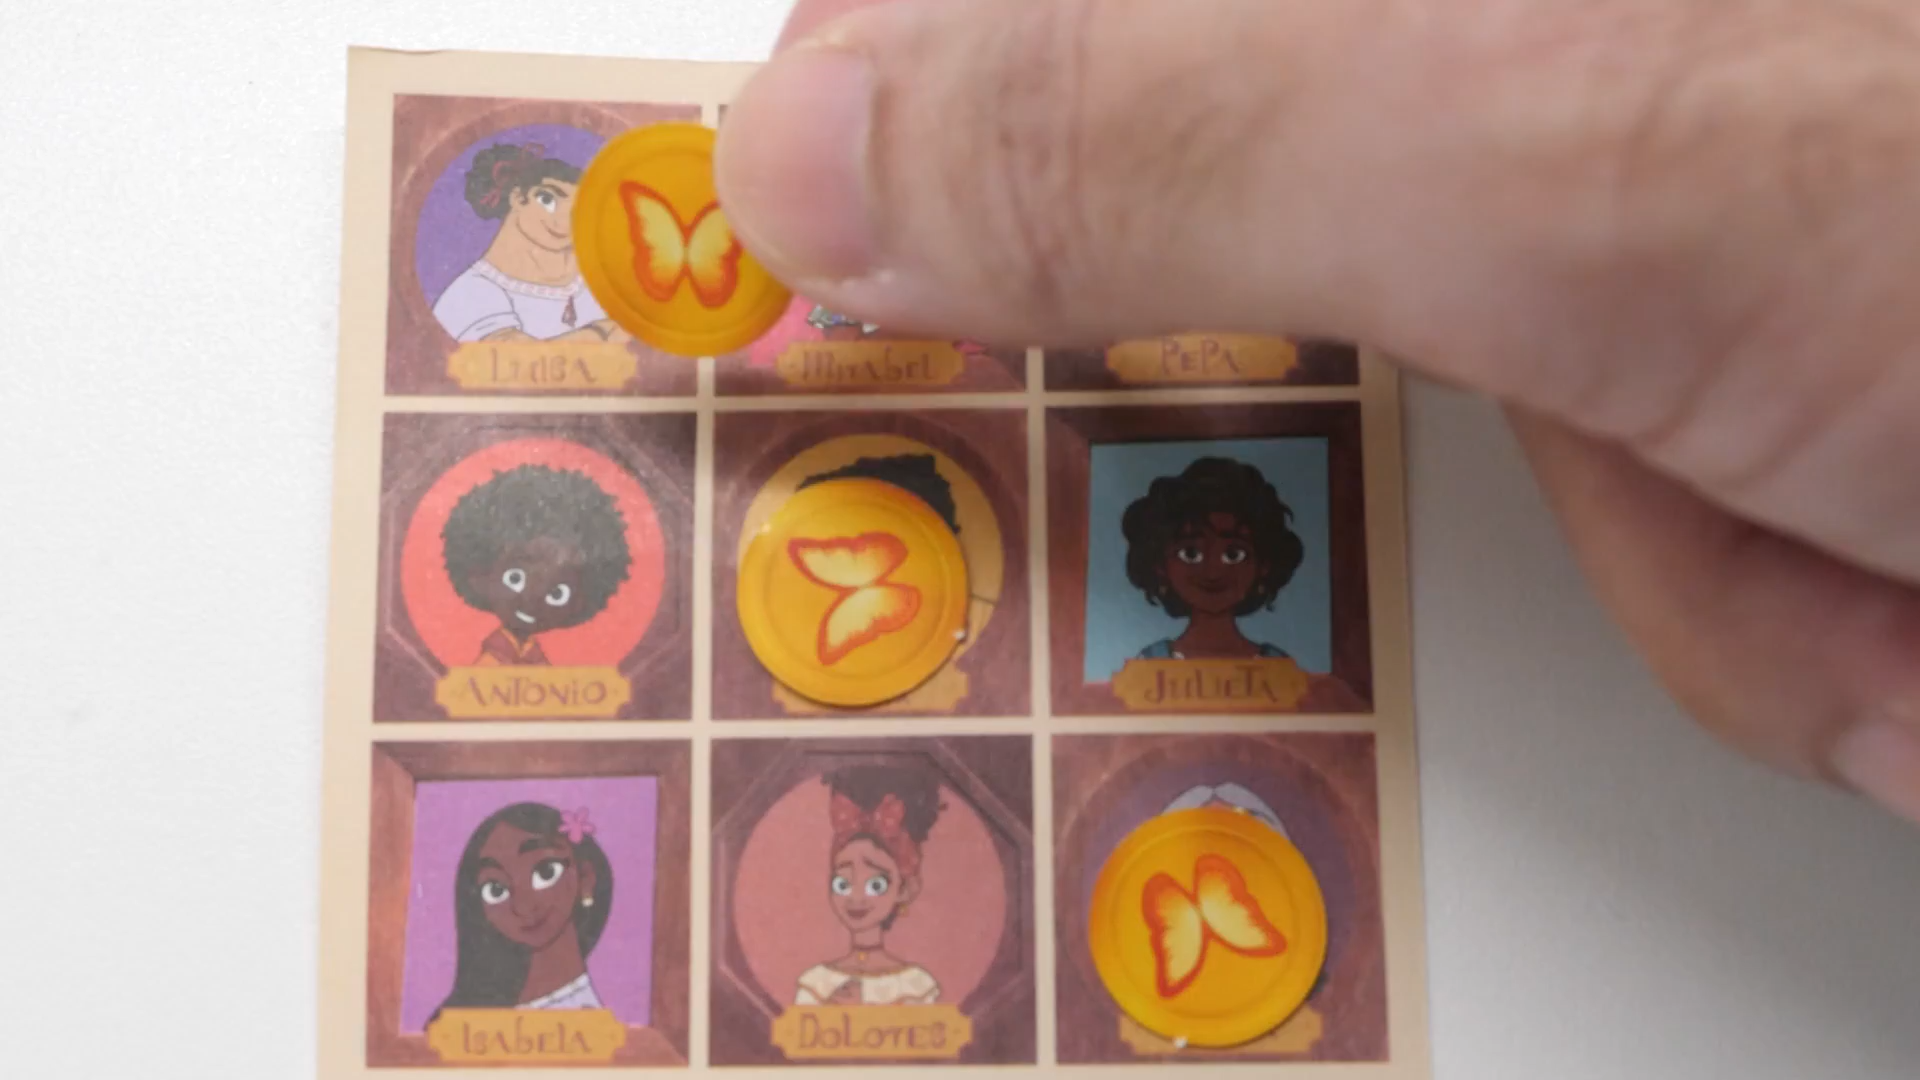 LUISA
MIRABEL
PEPA
ANTONIO
JULIETA
ISABELA
DOLORES